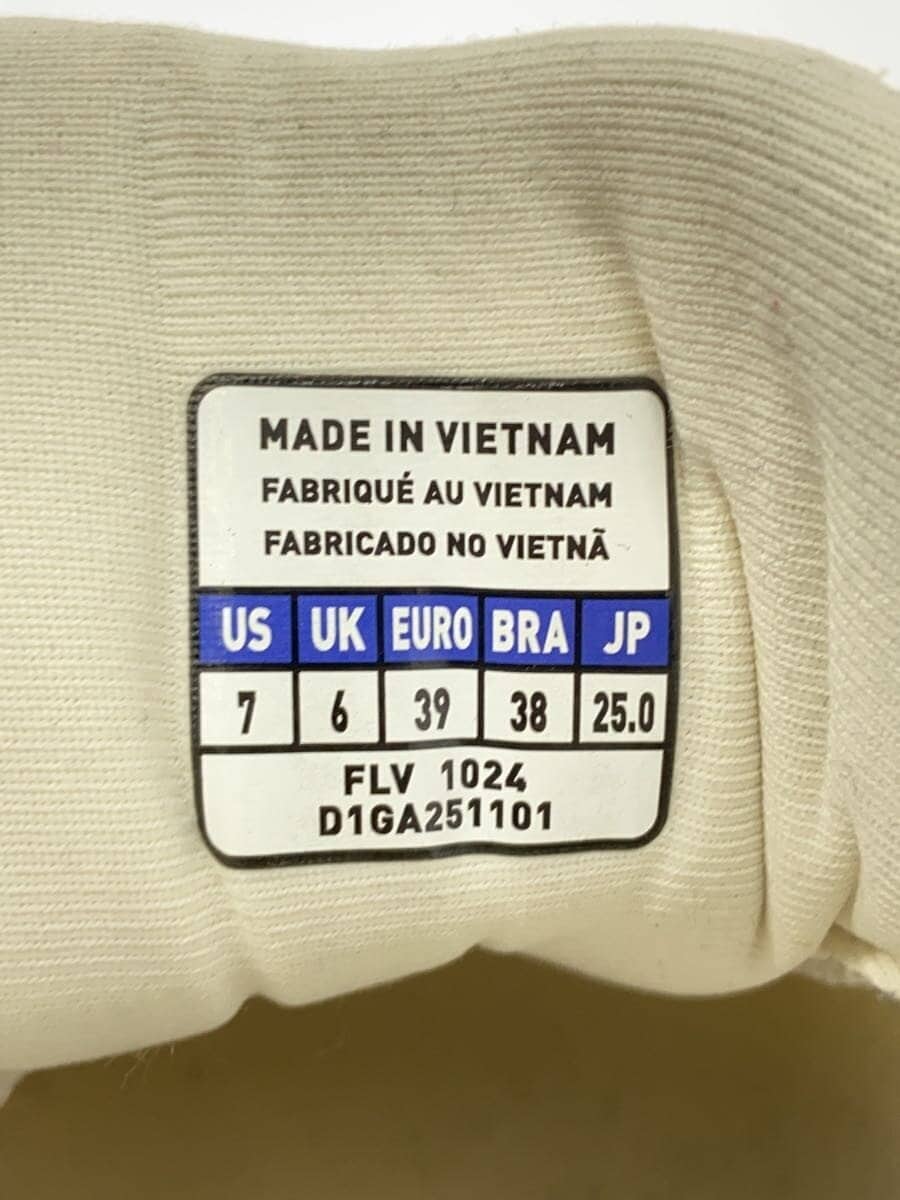 MADE IN VIETNAM
FABRIQUÉ AU VIETNAM
FABRICADO NO VIETNÃ
US UK EURO BRA JP
7 6 39 38 25.0
FLV 1024
D1GA251101